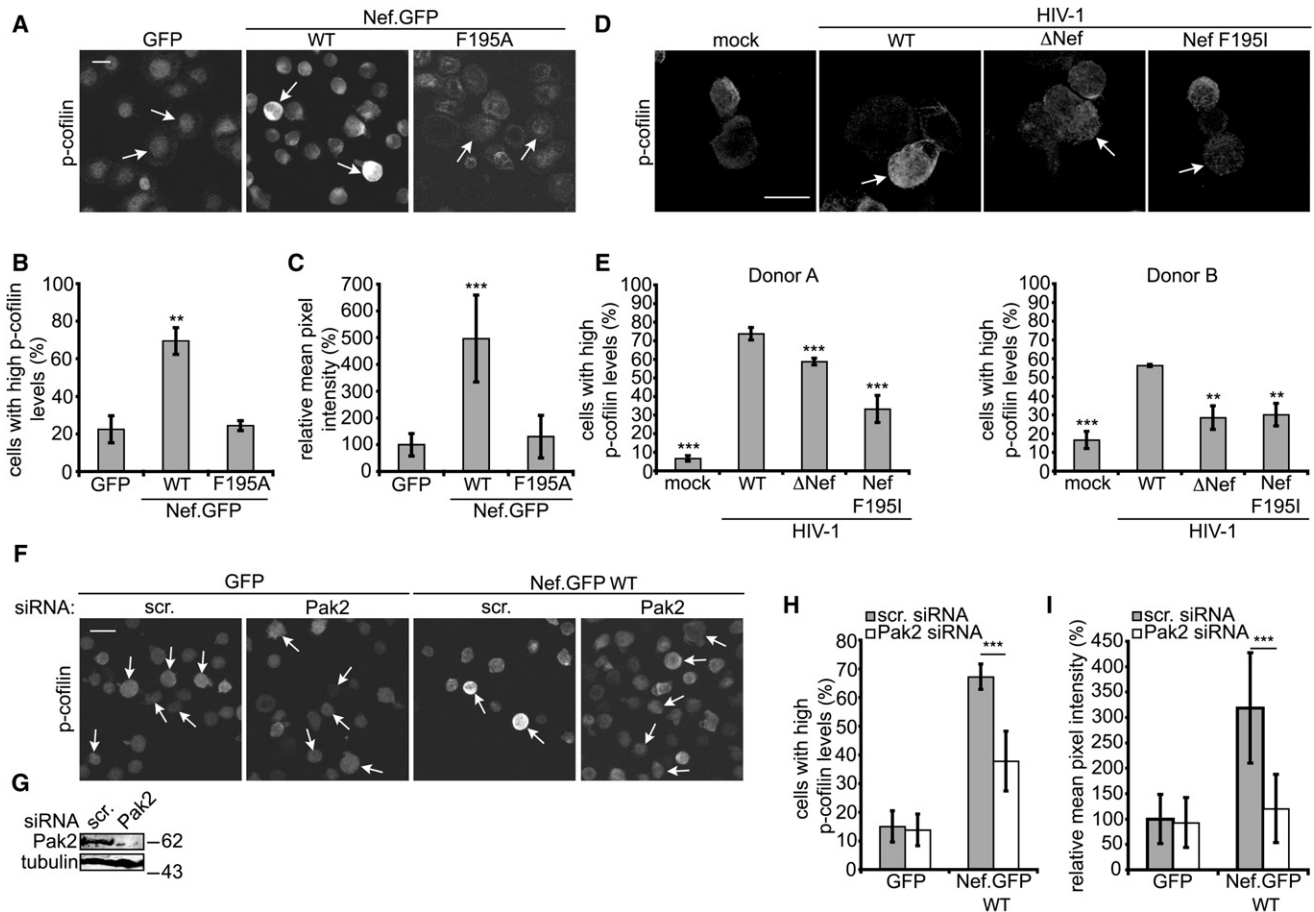 A
Nef.GFP
GFP
WT
F195A
p-cofilin
D
HIV-1
mock
WT
ΔNef
Nef F195I
p-cofilin
B
cells with high p-cofilin
levels (%)
100
80
60
40
20
0
**
GFP
WT
F195A
Nef.GFP
C
relative mean pixel
intensity (%)
700
600
500
400
300
200
100
0
***
GFP
WT
F195A
Nef.GFP
E
Donor A
cells with high
p-cofilin levels (%)
100
90
80
70
60
50
40
30
20
10
0
***
***
***
mock
WT
ΔNef
Nef
F195I
HIV-1
Donor B
cells with high
p-cofilin levels (%)
100
90
80
70
60
50
40
30
20
10
0
***
**
**
mock
WT
ΔNef
Nef
F195I
HIV-1
F
GFP
Nef.GFP WT
siRNA:
scr.
Pak2
scr.
Pak2
p-cofilin
G
siRNA
scr.
Pak2
Pak2
62
tubulin
43
H
scr. siRNA
Pak2 siRNA
cells with high
p-cofilin levels (%)
80
70
60
50
40
30
20
10
0
***
GFP
Nef.GFP
WT
I
scr. siRNA
Pak2 siRNA
relative mean pixel intensity (%)
450
400
350
300
250
200
150
100
50
0
***
GFP
Nef.GFP
WT